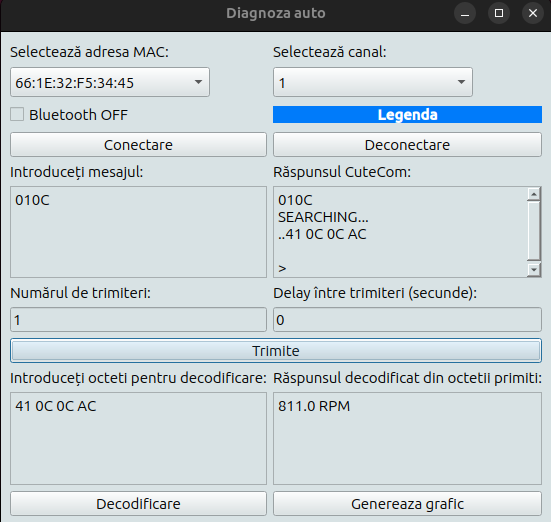 Diagnoza auto
Selectează adresa MAC:
Selectează canal:
66:1E:32:F5:34:45
1
Bluetooth OFF
Legenda
Conectare
Deconectare
Introduceți mesajul:
Răspunsul CuteCom:
010C
010C
SEARCHING...
..41 0C 0C AC
>
Numărul de trimiteri:
Delay între trimiteri (secunde):
1
0
Trimite
Introduceți octeti pentru decodificare:
Răspunsul decodificat din octetii primiti:
41 0C 0C AC
811.0 RPM
Decodificare
Genereaza grafic